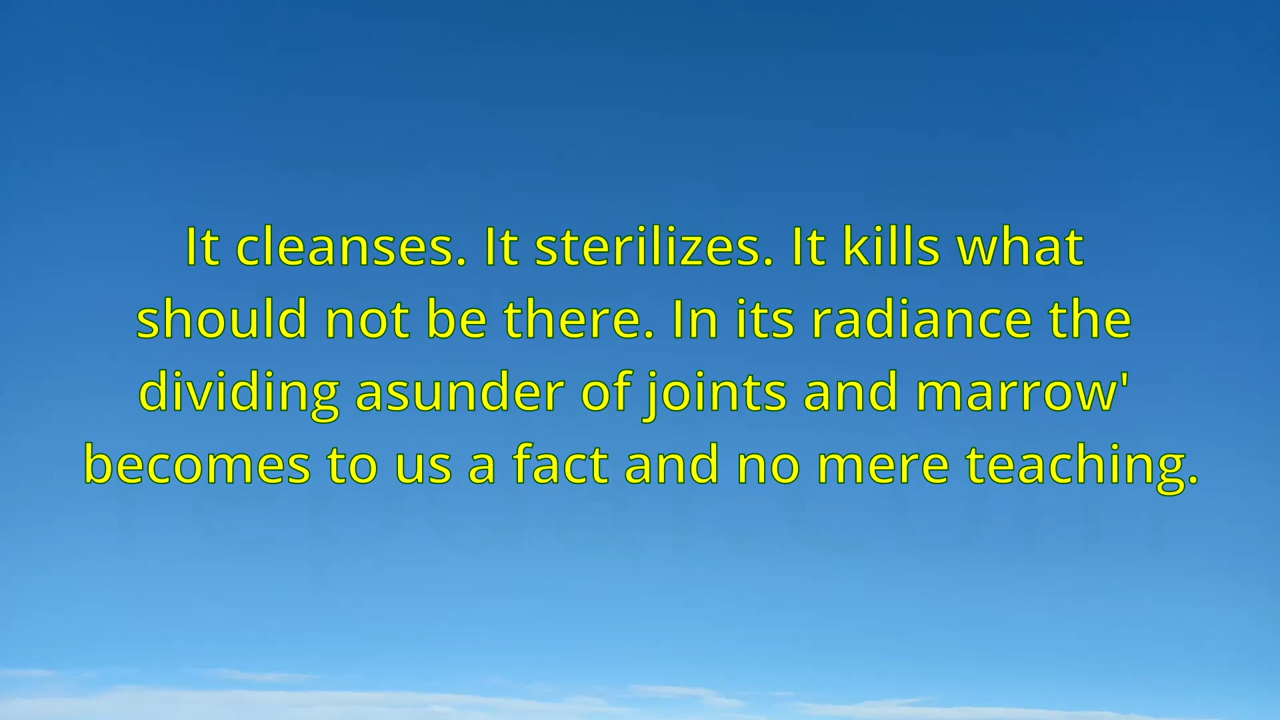 It cleanses. It sterilizes. It kills what
should not be there. In its radiance the
dividing asunder of joints and marrow'
becomes to us a fact and no mere teaching.